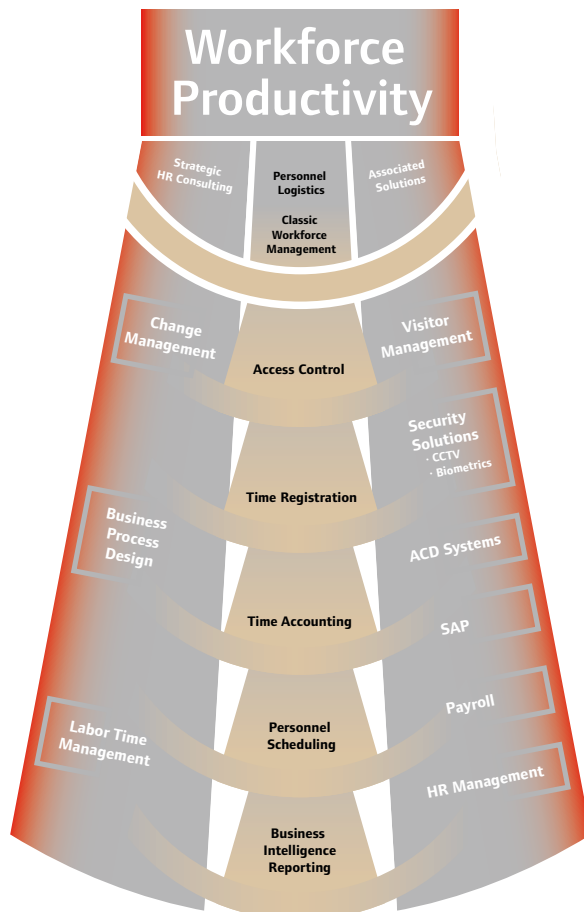 Workforce
Productivity
Strategic
HR Consulting
Personnel
Logistics
Classic
Workforce
Management
Associated
Solutions
Change
Management
Access Control
Visitor
Management
Security
Solutions
· CCTV
· Biometrics
Time Registration
Business
Process
Design
ACD Systems
Time Accounting
SAP
Labor Time
Management
Personnel
Scheduling
Payroll
HR Management
Business
Intelligence
Reporting